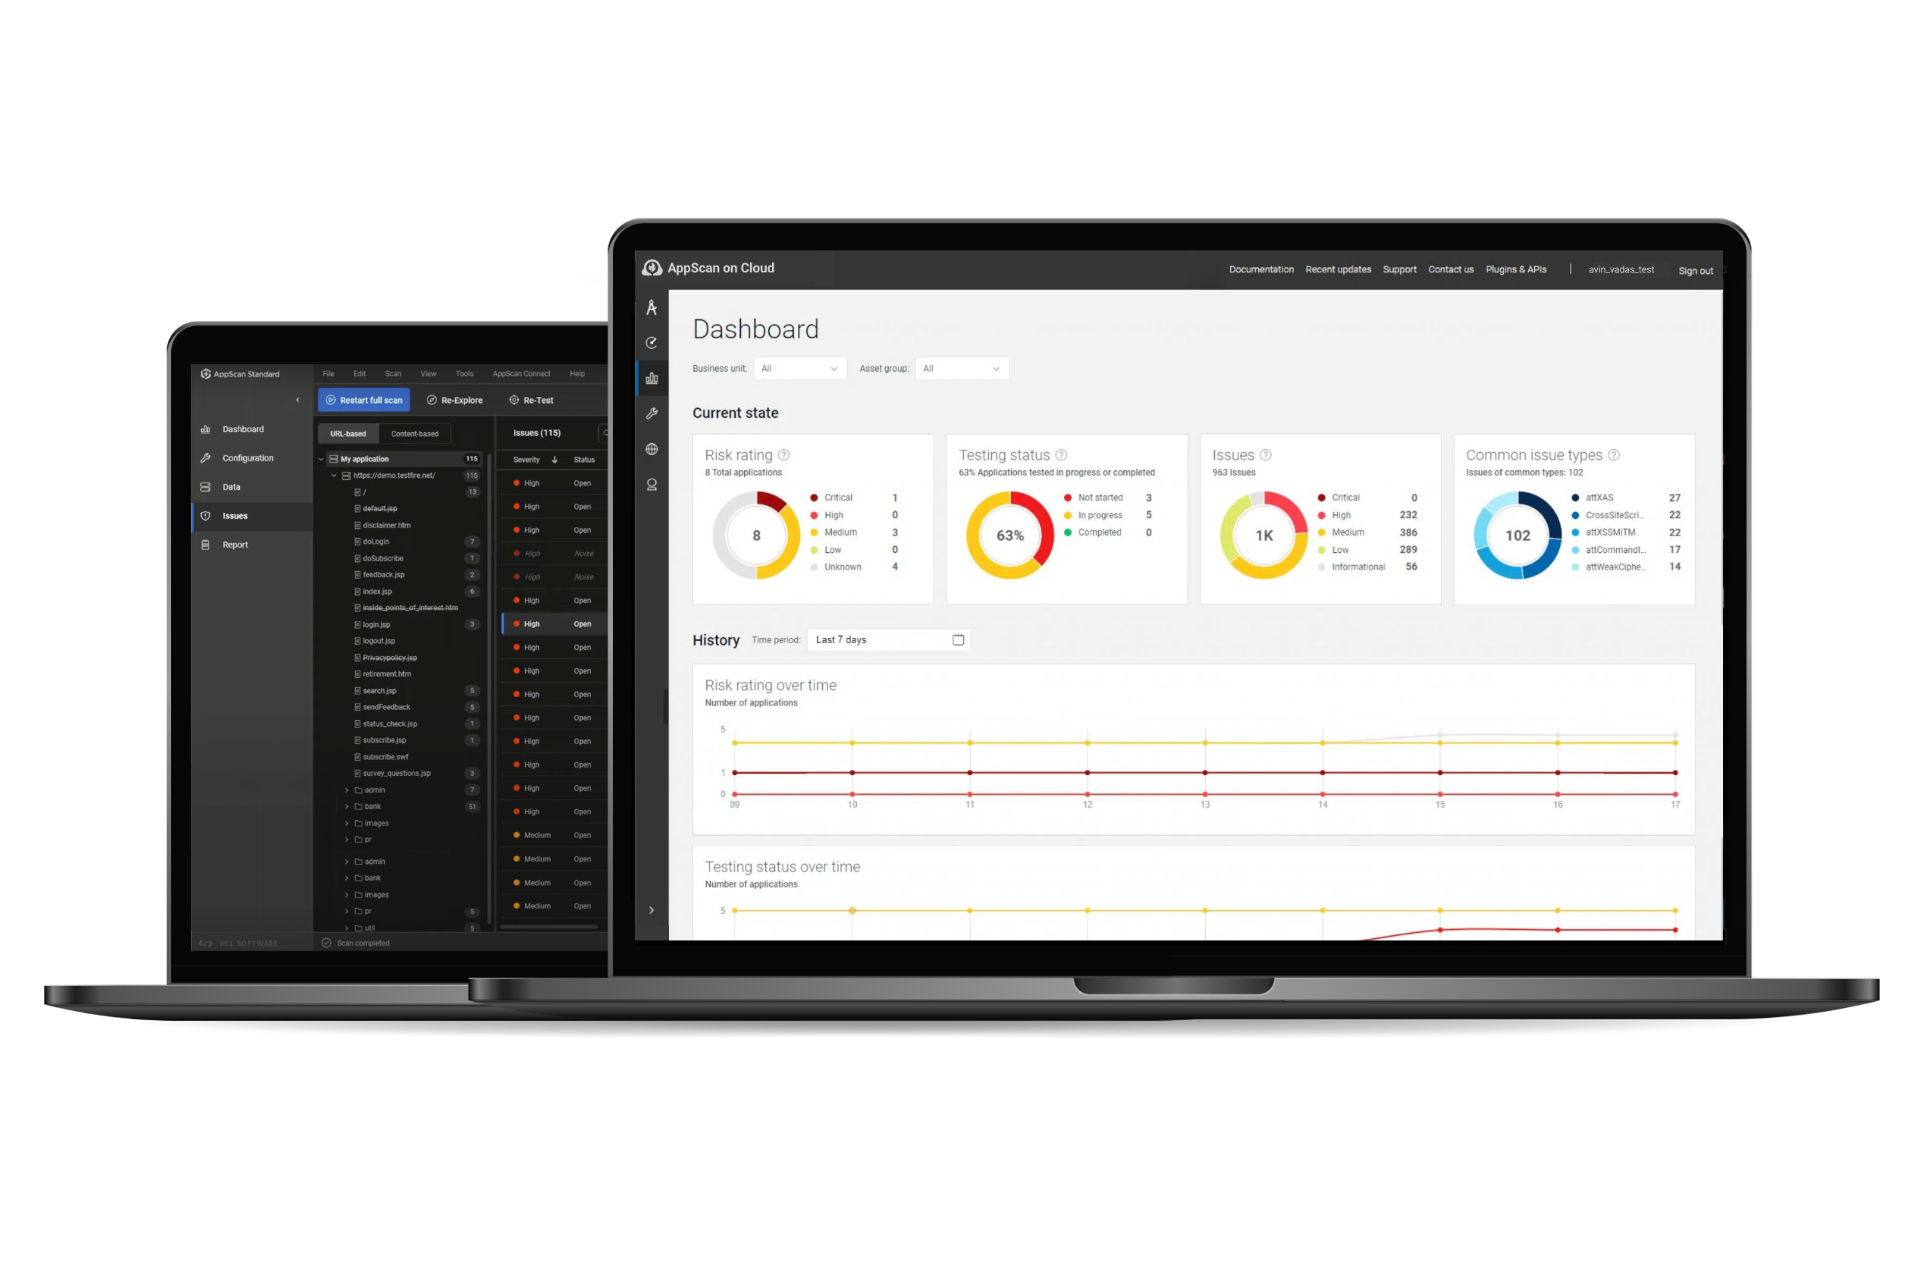 AppScan on Cloud
Documentation Recent updates Support Contact us Plugins & APIs | avin_vadas_test Sign out
Dashboard
Business unit: All Asset group: All
Current state
Risk rating
8 Total applications
8
Critical 1
High 0
Medium 3
Low 0
Unknown 4
Testing status
63% Applications tested in progress or completed
63%
Not started 3
In progress 5
Completed 0
Issues
963 Issues
1K
Critical 0
High 232
Medium 386
Low 289
Informational 56
Common issue types
Issues of common types: 102
102
attXAS 27
CrossSiteScri... 22
attXSSMiTM 22
attCommandI... 17
attWeakCiphe... 14
History Time period: Last 7 days
Risk rating over time
Number of applications
5
1
0
09 10 11 12 13 14 15 16 17
Testing status over time
Number of applications
5
AppScan Standard
File Edit Scan View Tools AppScan Connect Help
Restart full scan Re-Explore Re-Test
Dashboard
Configuration
Data
Issues
Report
HCL SOFTWARE
URL-based Content-based
My application 115
https://demo.testfire.net/ 115
/ 13
default.jsp
disclaimer.htm
doLogin 7
doSubscribe 1
feedback.jsp 2
index.jsp 6
inside_points_of_interest.htm
login.jsp 3
logout.jsp
Privacypolicy.jsp
retirement.htm
search.jsp 5
sendFeedback 5
status_check.jsp 1
subscribe.jsp 1
subscribe.swf
survey_questions.jsp 3
admin 7
bank 51
images
pr
admin
bank
images
pr 5
util 5
Scan completed
Issues (115)
Severity Status
High Open
High Open
High Open
High Noise
High Noise
High Open
High Open
High Open
High Open
High Open
High Open
High Open
High Open
High Open
High Open
Medium Open
Medium Open
Medium Open
Medium Open